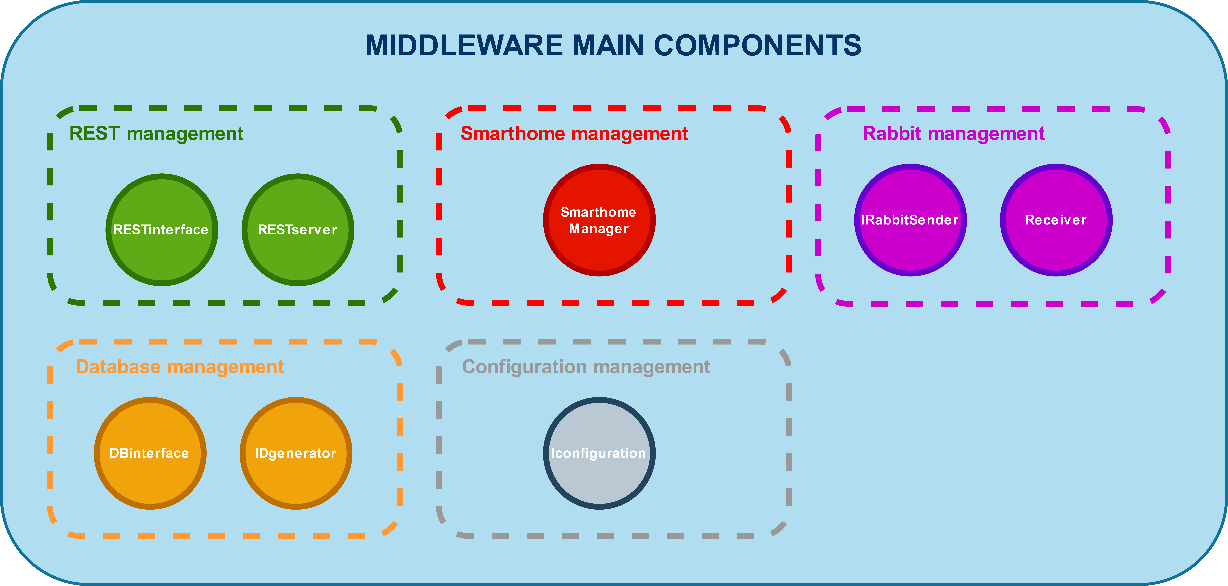 MIDDLEWARE MAIN COMPONENTS
REST management
RESTinterface
RESTserver
Smarthome management
Smarthome
Manager
Rabbit management
IRabbitSender
Receiver
Database management
DBinterface
IDgenerator
Configuration management
Iconfiguration